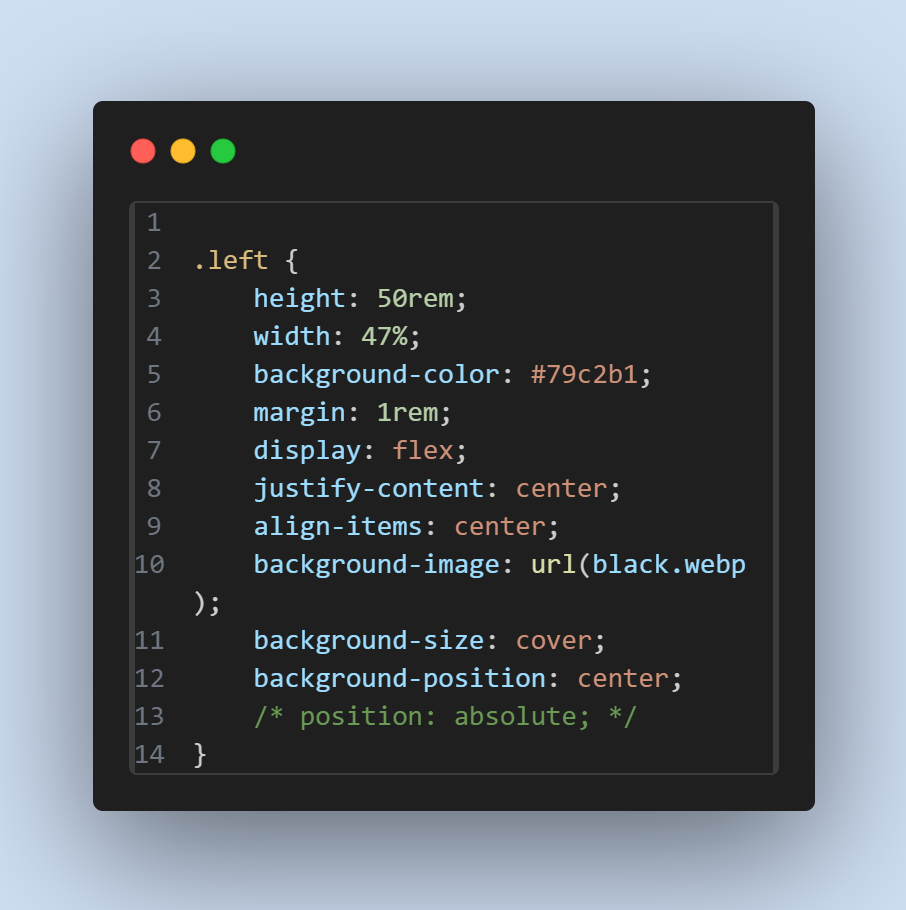 1
2 .left {
3     height: 50rem;
4     width: 47%;
5     background-color: #79c2b1;
6     margin: 1rem;
7     display: flex;
8     justify-content: center;
9     align-items: center;
10     background-image: url(black.webp
);
11     background-size: cover;
12     background-position: center;
13     /* position: absolute; */
14 }